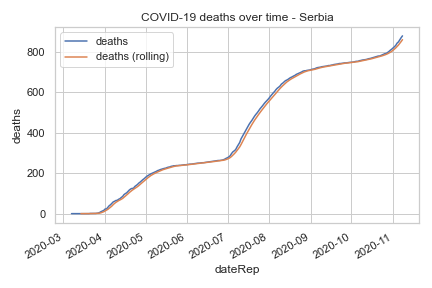 COVID-19 deaths over time - Serbia
deaths
deaths (rolling)
800
600
400
200
0
deaths
2020-03
2020-04
2020-05
2020-06
2020-07
2020-08
2020-09
2020-10
2020-11
dateRep